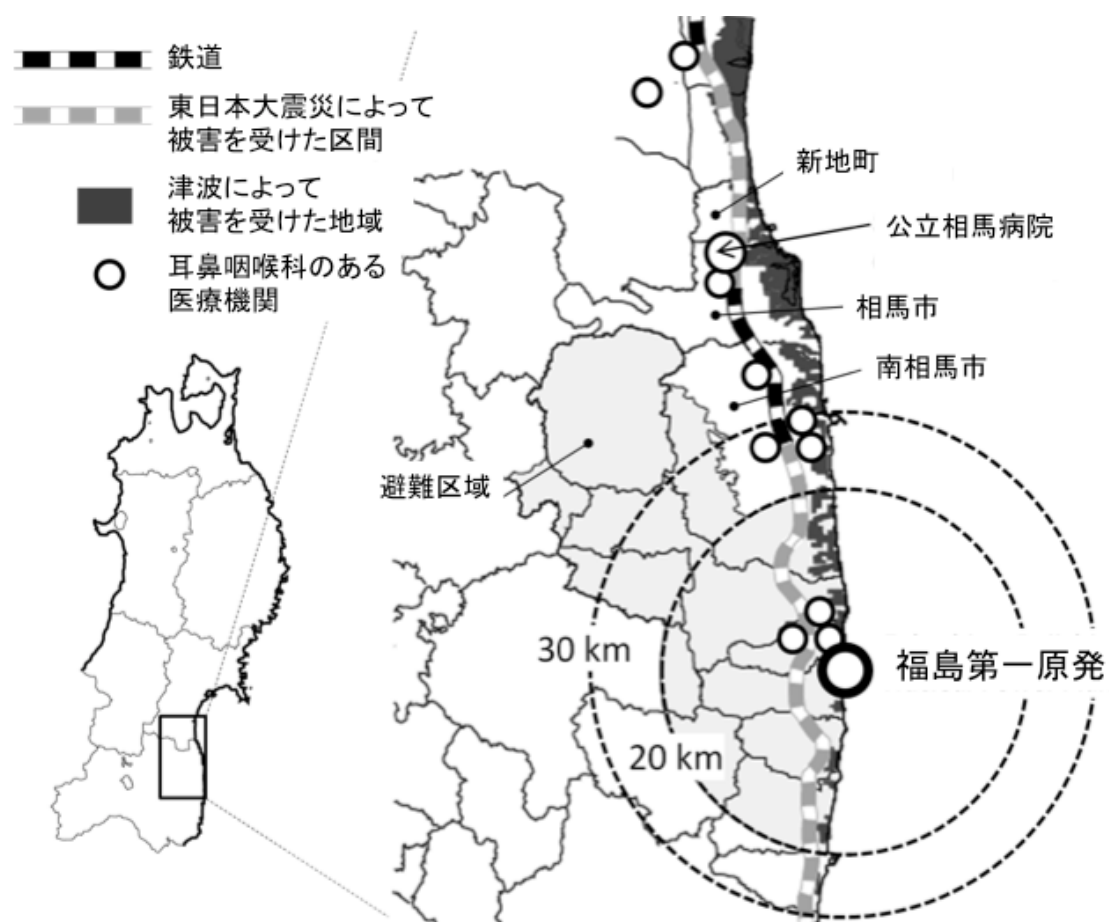 鉄道
東日本大震災によって
被害を受けた区間
津波によって
被害を受けた地域
耳鼻咽喉科のある
医療機関
新地町
公立相馬病院
相馬市
南相馬市
避難区域
30 km
福島第一原発
20 km